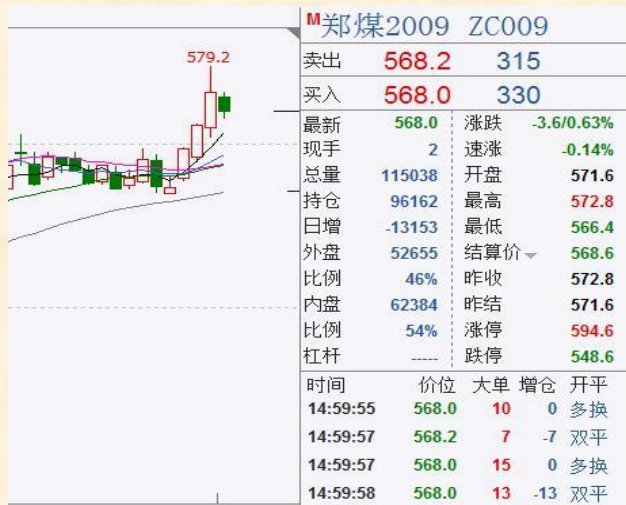 579.2
M郑煤2009 ZC009
卖出 568.2 315
买入 568.0 330
最新 568.0 涨跌 -3.6/0.63%
现手 2 速涨 -0.14%
总量 115038 开盘 571.6
持仓 96162 最高 572.8
日增 -13153 最低 566.4
外盘 52655 结算价 568.6
比例 46% 昨收 572.8
内盘 62384 昨结 571.6
比例 54% 涨停 594.6
杠杆 ----- 跌停 548.6
时间 价位 大单 增仓 开平
14:59:55 568.0 10 0 多换
14:59:57 568.2 7 -7 双平
14:59:57 568.0 15 0 多换
14:59:58 568.0 13 -13 双平